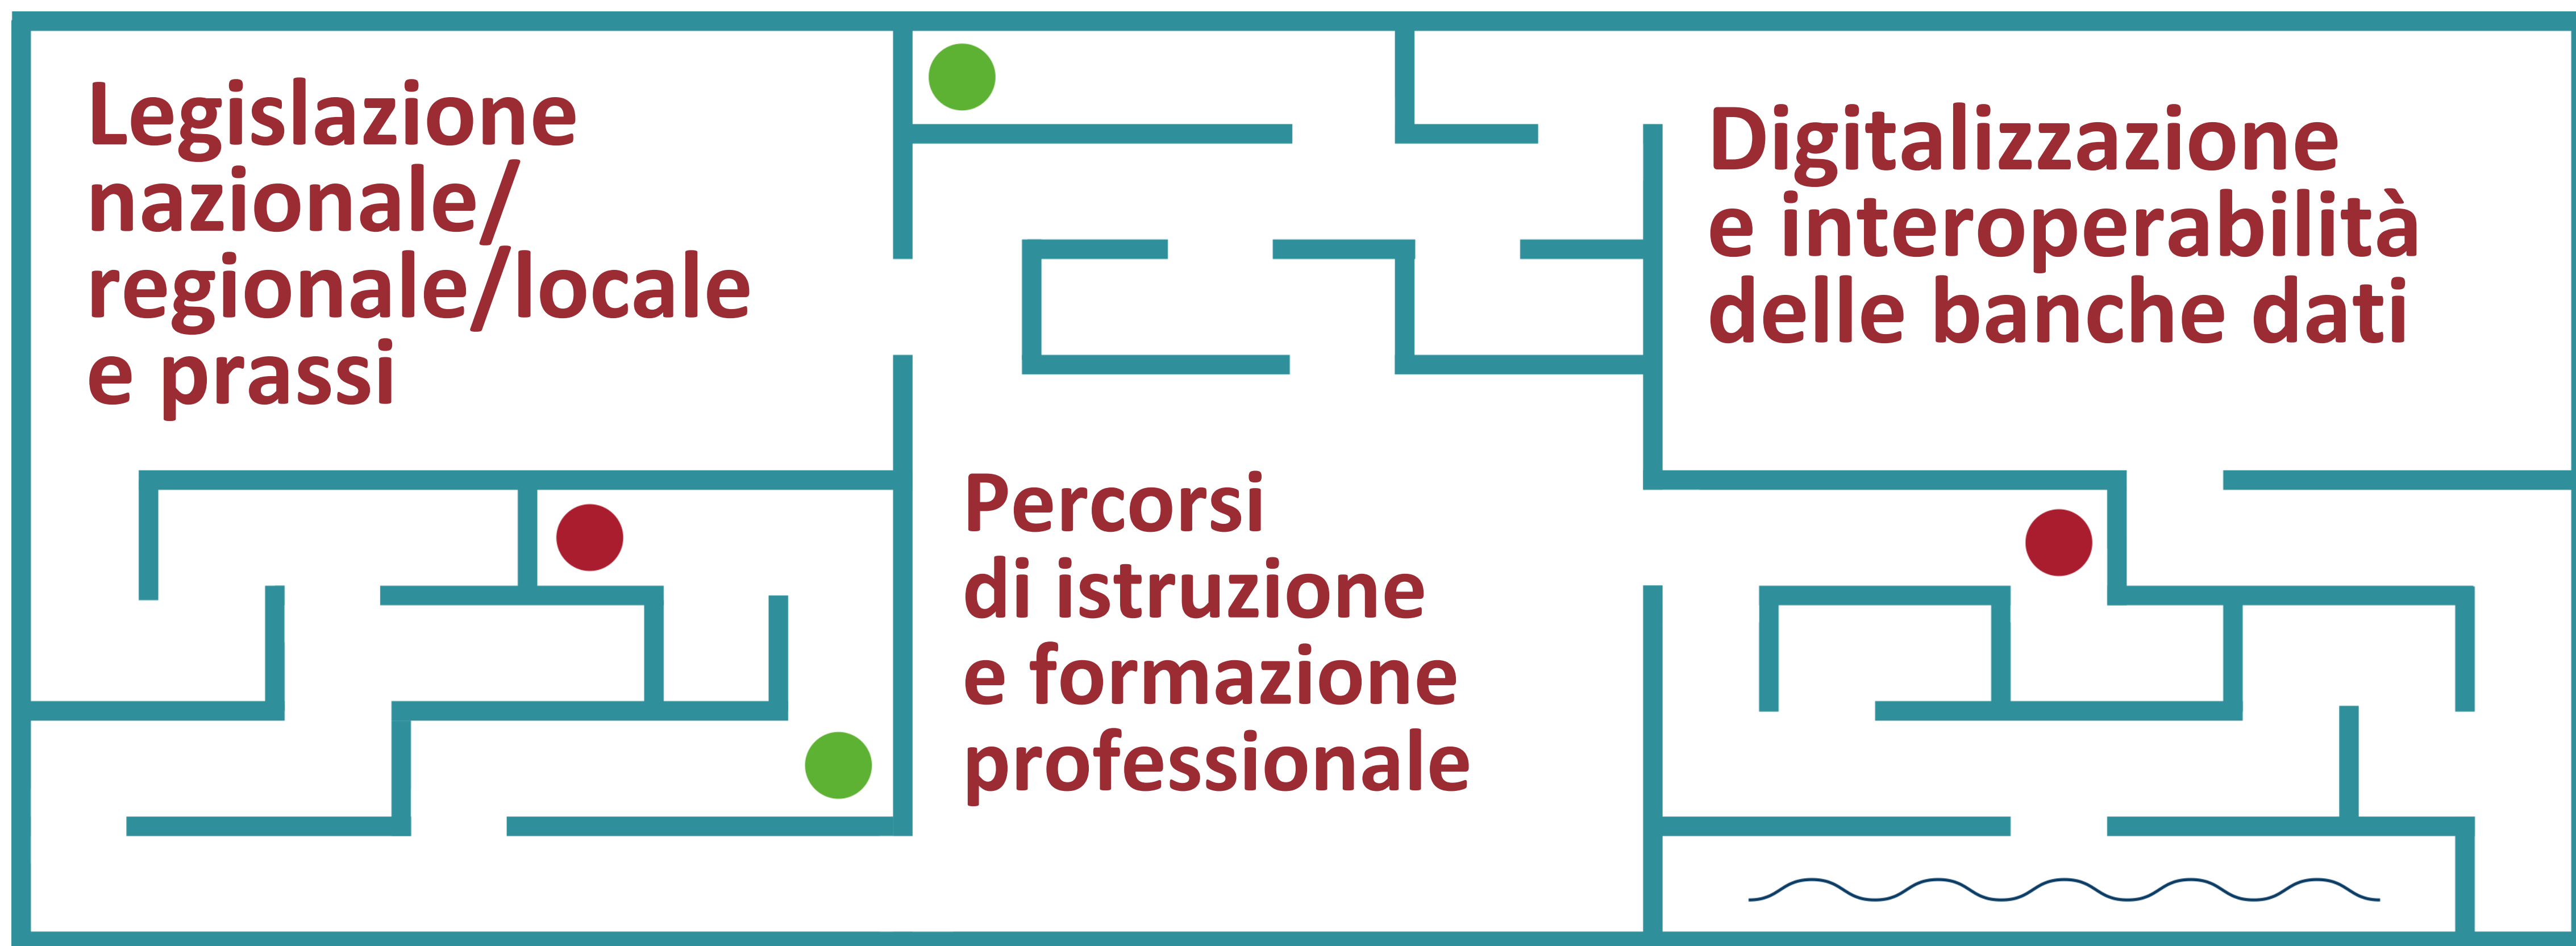 Legislazione
nazionale/
regionale/locale
e prassi
Digitalizzazione
e interoperabilità
delle banche dati
Percorsi
di istruzione
e formazione
professionale